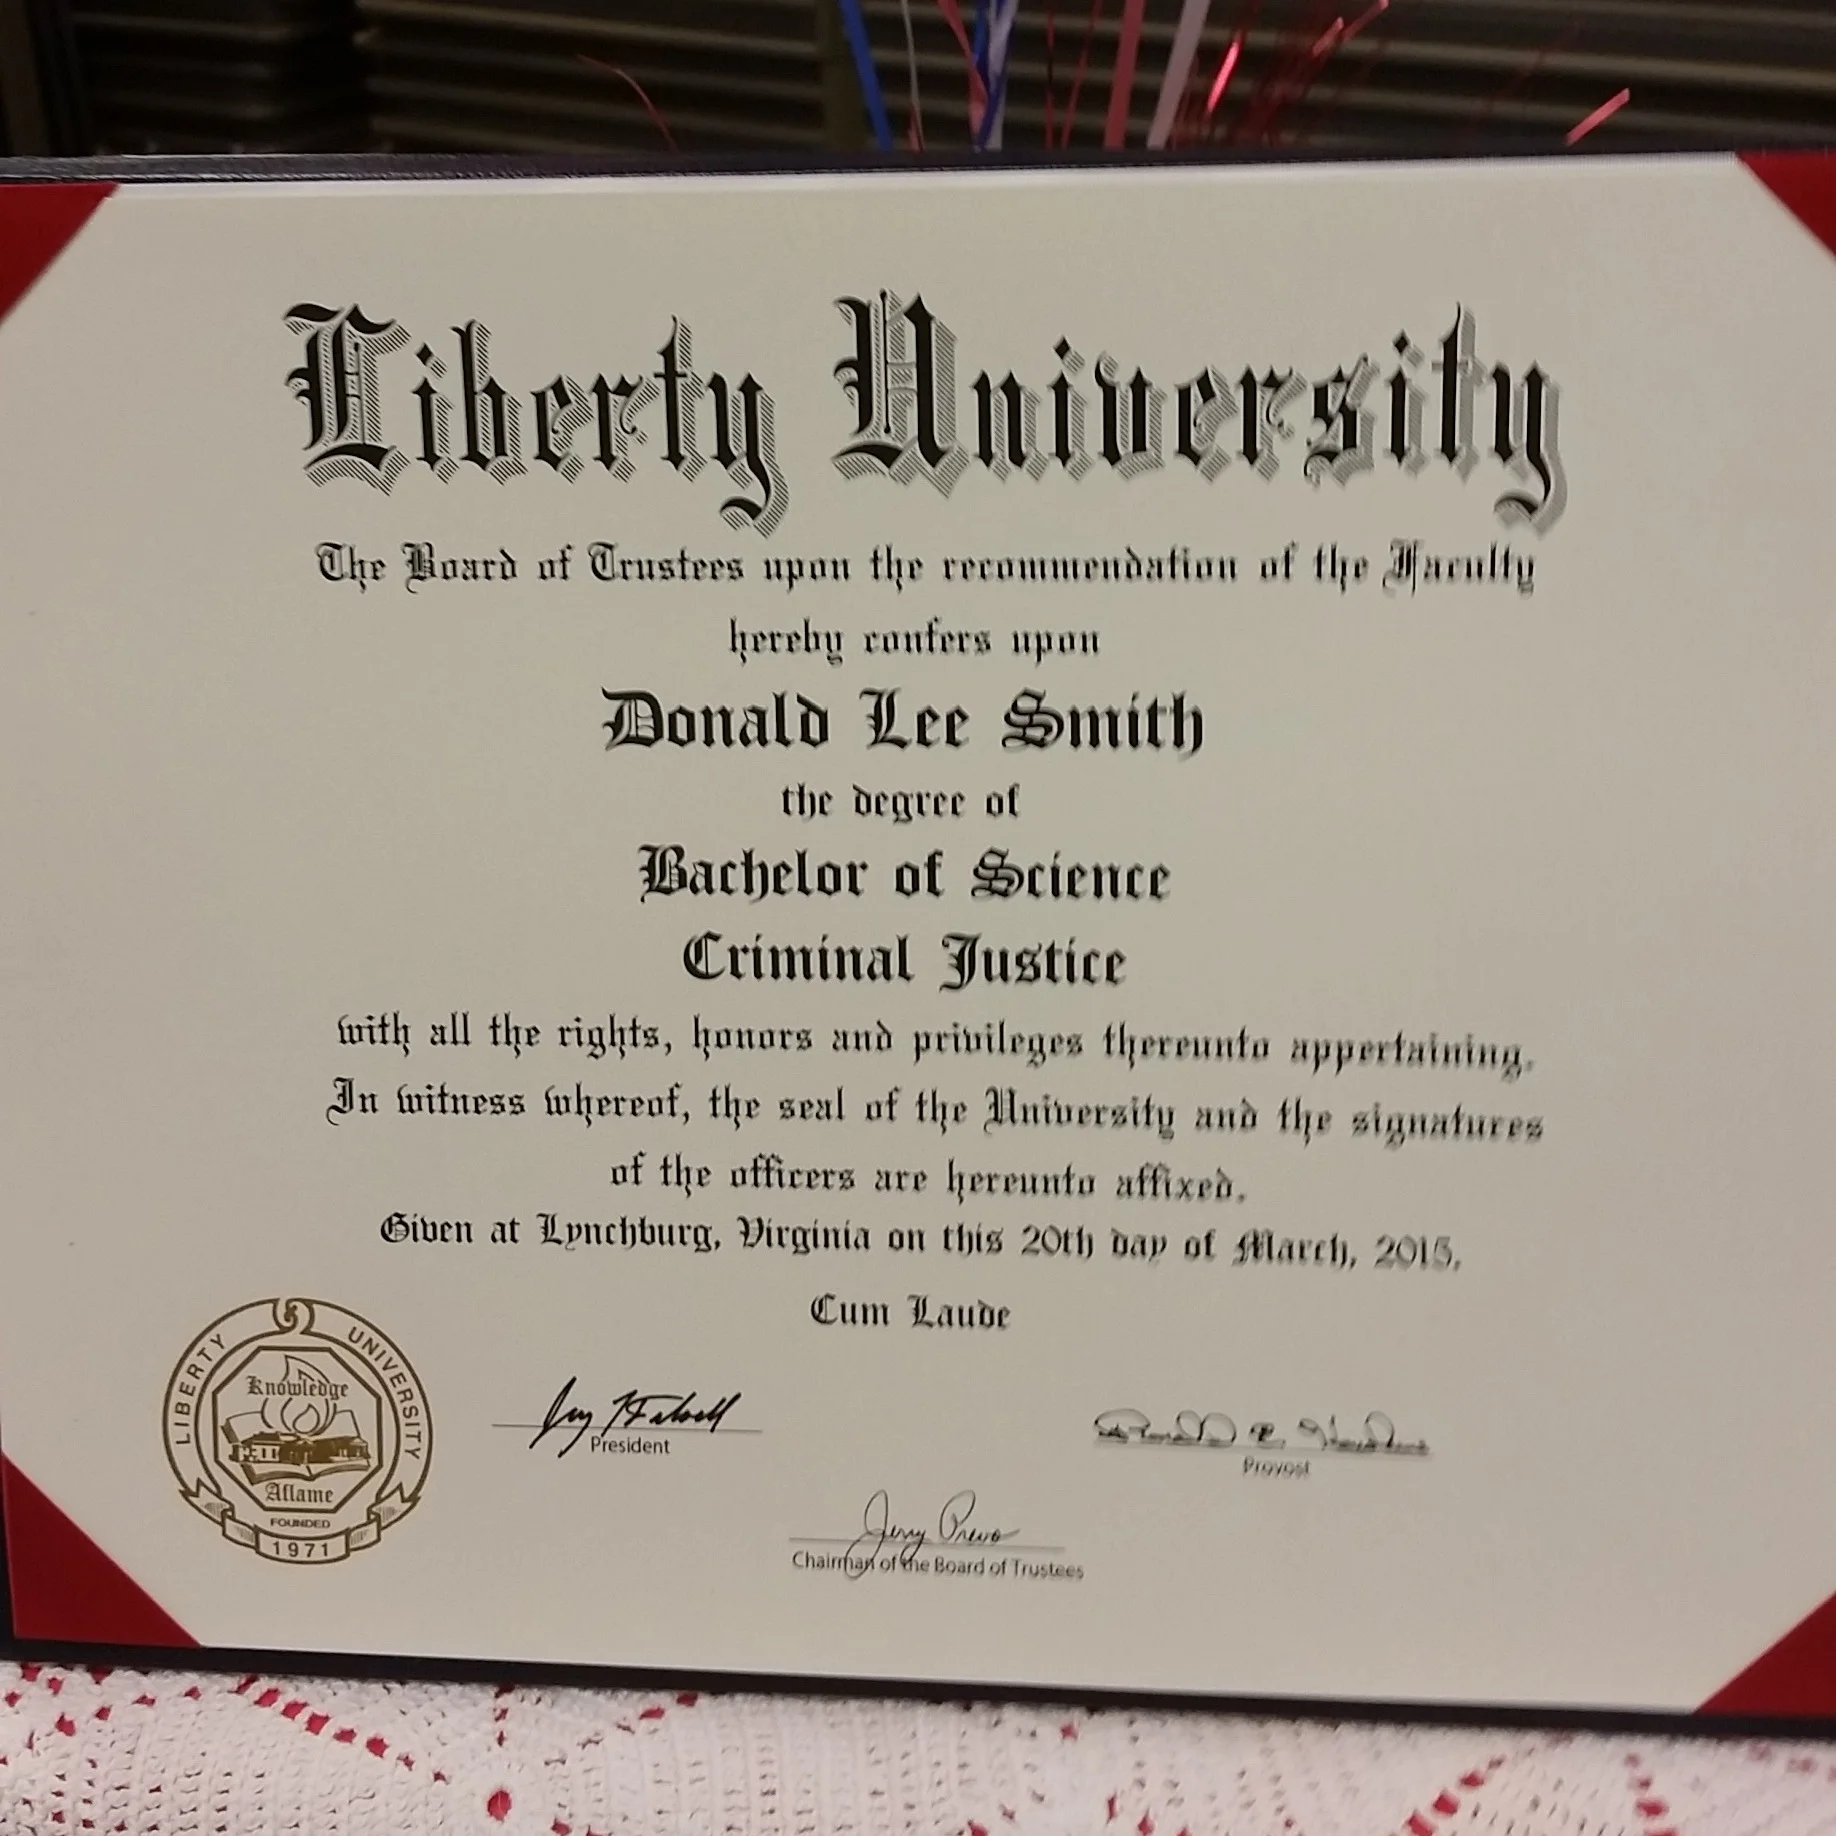 Liberty University
The Board of Trustees upon the recommendation of the Faculty
hereby confers upon
Donald Lee Smith
the degree of
Bachelor of Science
Criminal Justice
with all the rights, honors and privileges thereunto appertaining.
In witness whereof, the seal of the University and the signatures
of the officers are hereunto affixed.
Given at Lynchburg, Virginia on this 20th day of March, 2015.
Cum Laude
LIBERTY UNIVERSITY
Knowledge
Aflame
FOUNDED
1971
President
Provost
Jerry Prevo
Chairman of the Board of Trustees